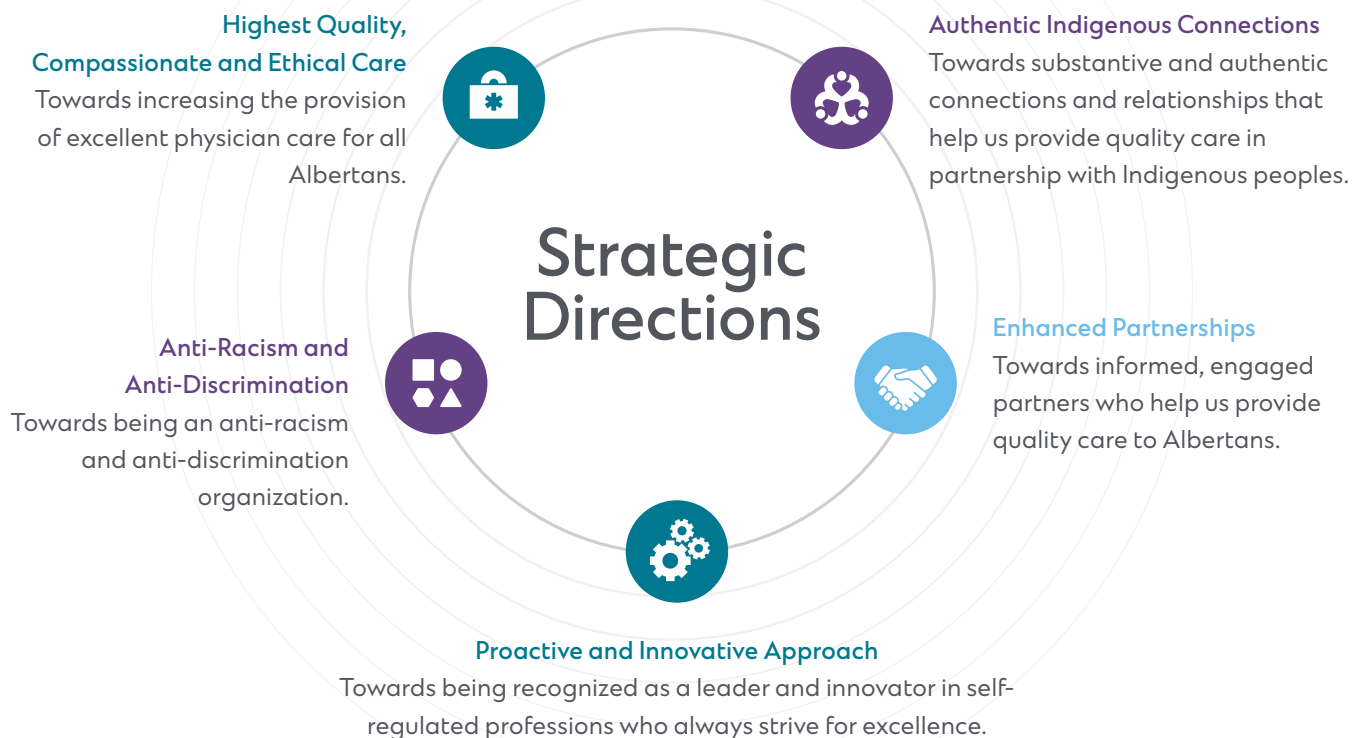 Highest Quality,
Compassionate and Ethical Care
Towards increasing the provision
of excellent physician care for all
Albertans.
Authentic Indigenous Connections
Towards substantive and authentic
connections and relationships that
help us provide quality care in
partnership with Indigenous peoples.
Strategic
Directions
Anti-Racism and
Anti-Discrimination
Towards being an anti-racism
and anti-discrimination
organization.
Enhanced Partnerships
Towards informed, engaged
partners who help us provide
quality care to Albertans.
Proactive and Innovative Approach
Towards being recognized as a leader and innovator in self-
regulated professions who always strive for excellence.